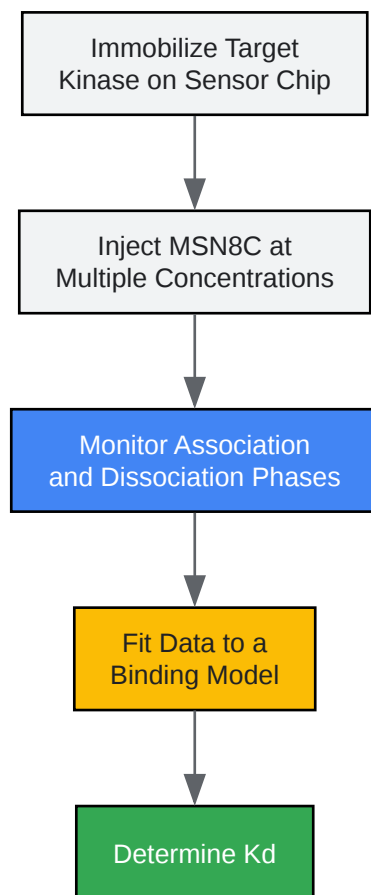 Immobilize Target
Kinase on Sensor Chip
Inject MSN8C at
Multiple Concentrations
Monitor Association
and Dissociation Phases
Fit Data to a
Binding Model
Determine Kd